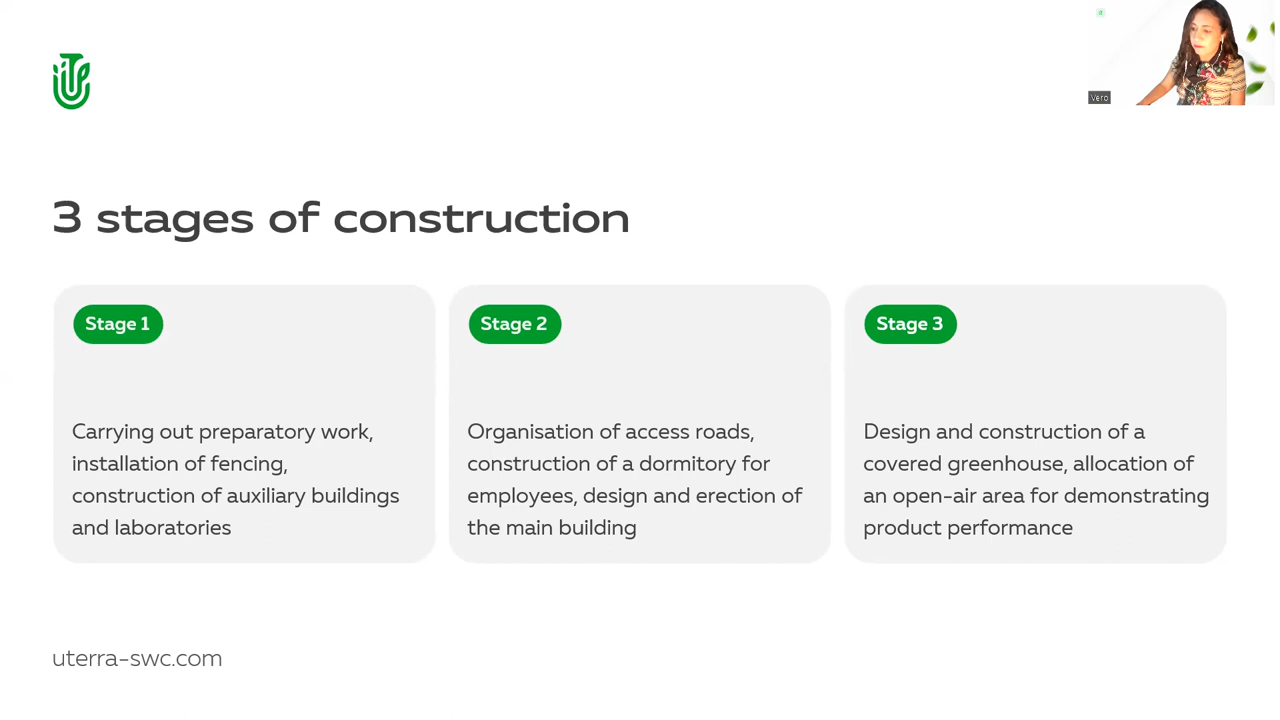 Vero
3 stages of construction
Stage 1
Carrying out preparatory work,
installation of fencing,
construction of auxiliary buildings
and laboratories
Stage 2
Organisation of access roads,
construction of a dormitory for
employees, design and erection of
the main building
Stage 3
Design and construction of a
covered greenhouse, allocation of
an open-air area for demonstrating
product performance
uterra-swc.com